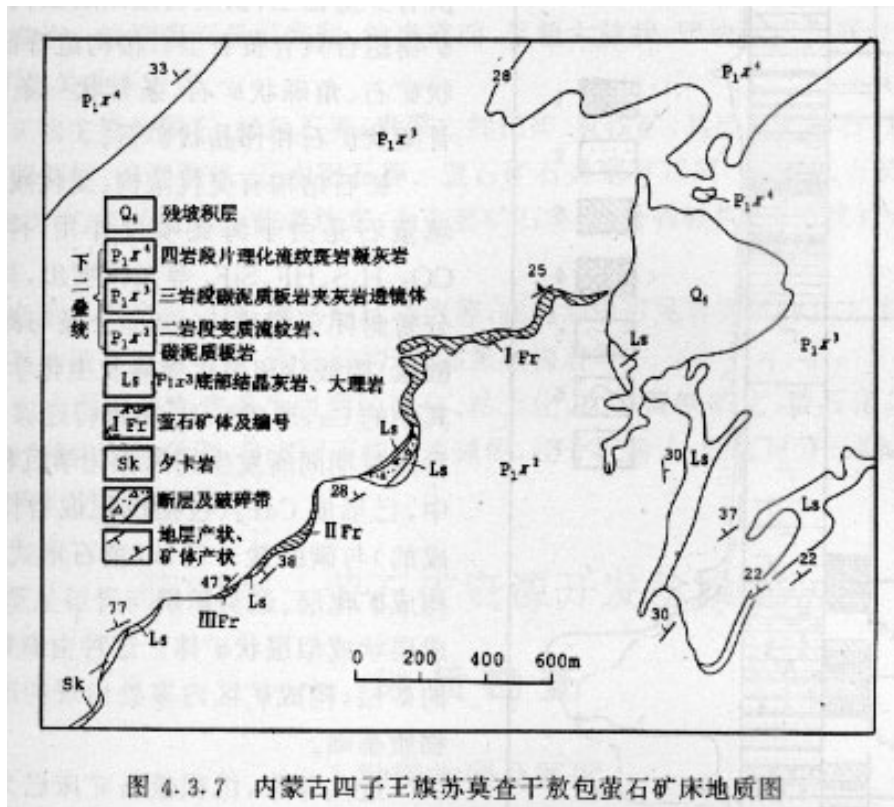 33
P₁x⁴
P₁x³
28
P₁x⁴
P₁x⁴
Q₄ 残坡积层
下二叠统
P₁x⁴ 四岩段片理化流纹斑岩凝灰岩
P₁x³ 三岩段碳泥质板岩夹灰岩透镜体
P₁x³ 二岩段变质流纹岩、
碳泥质板岩
Ls P₁x³底部结晶灰岩、大理岩
I Fr 萤石矿体及编号
Sk 夕卡岩
断层及破碎带
地层产状、
矿体产状
25
Q₄
Ls
I Fr
P₁x³
Ls
Ls
P₁x²
30
Ls
28
Ls
II Fr
37
38
47
22
22
Ls
III Fr
77
Ls
30
Sk
0 200 400 600m
图 4.3.7 内蒙古四子王旗苏莫查干敖包萤石矿床地质图